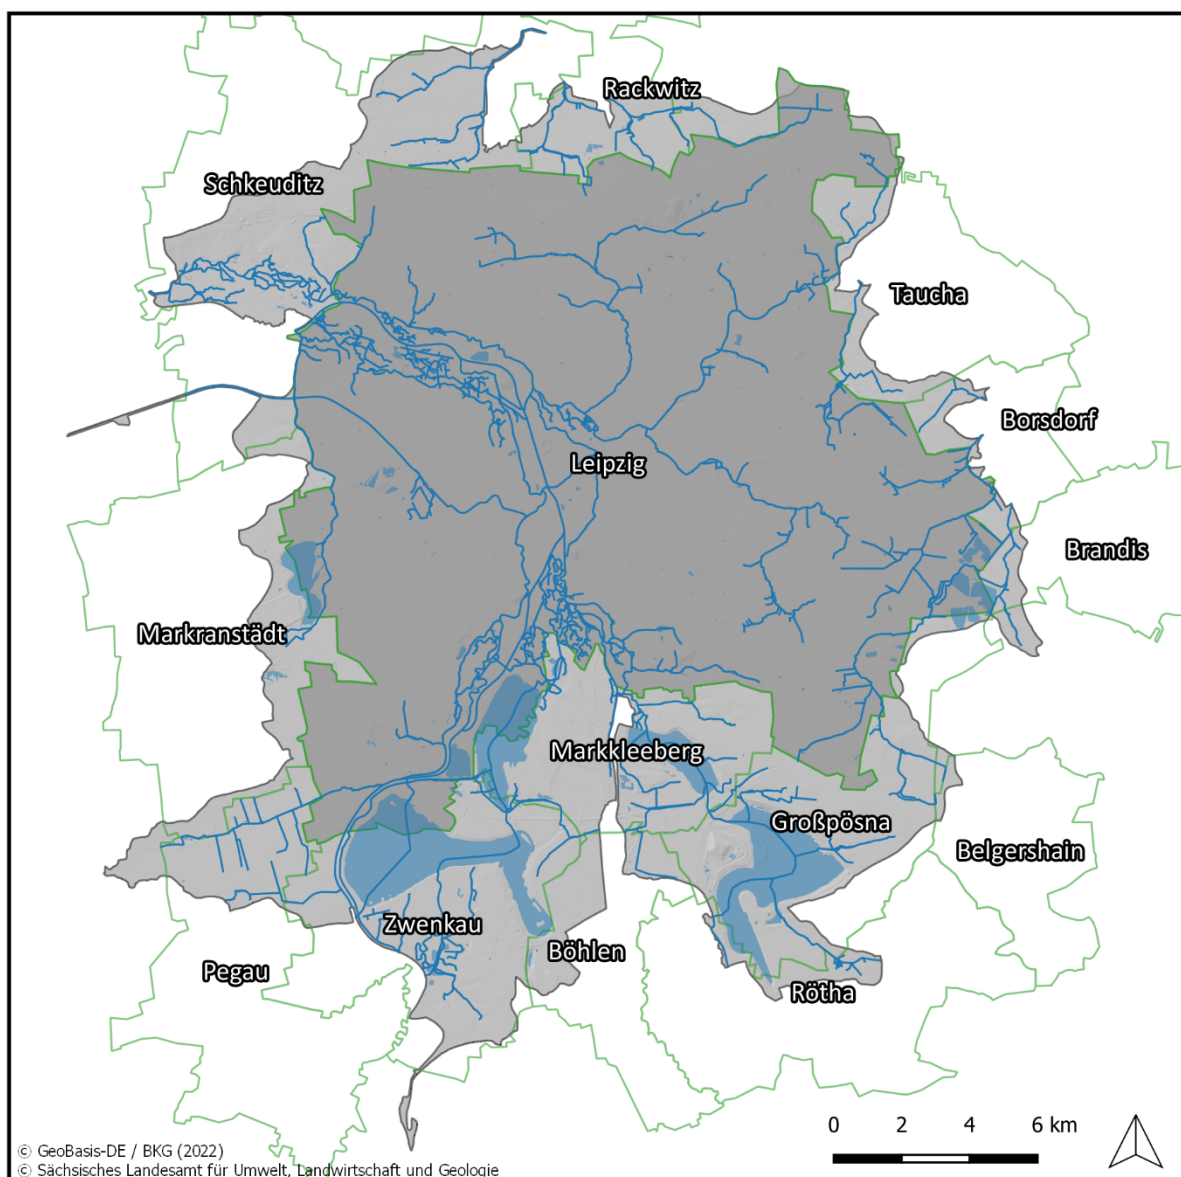 Rackwitz
Schkeuditz
Taucha
Borsdorf
Leipzig
Brandis
Markranstädt
Markkleeberg
Großpösna
Belgershain
Zwenkau
Böhlen
Pegau
Rötha
0 2 4 6 km
© GeoBasis-DE / BKG (2022)
© Sächsisches Landesamt für Umwelt, Landwirtschaft und Geologie